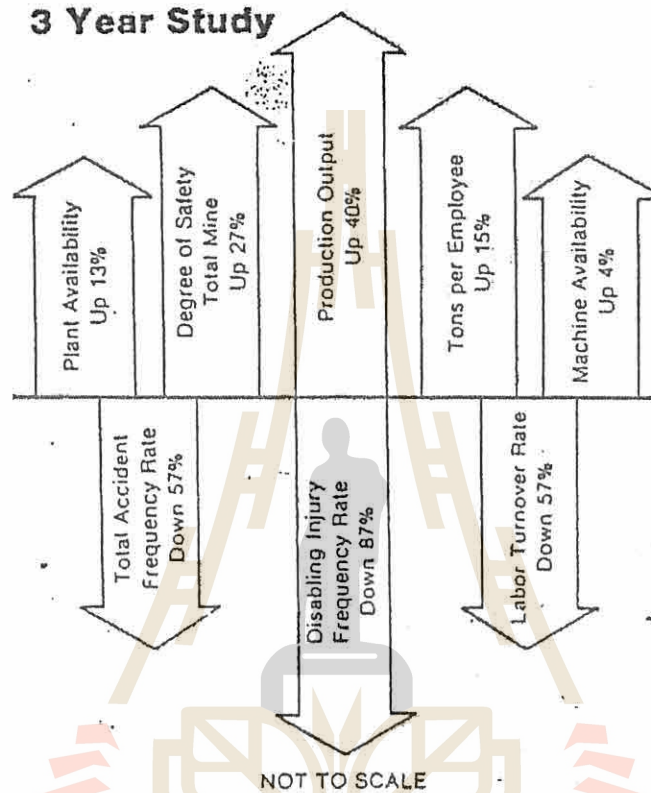 3 Year Study
Plant Availability
Up 13%
Degree of Safety
Total Mine
Up 27%
Production Output
Up 40%
Tons per Employee
Up 15%
Machine Availability
Up 4%
Total Accident
Frequency Rate
Down 57%
Disabling Injury
Frequency Rate
Down 87%
Labor Turnover Rate
Down 57%
NOT TO SCALE